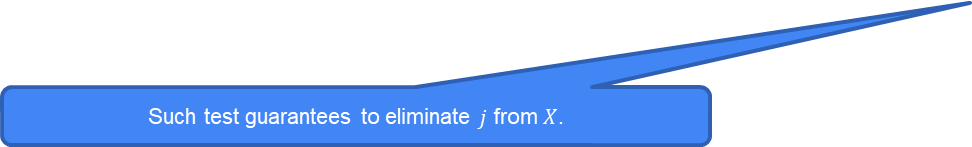 Such test guarantees to eliminate j from X.